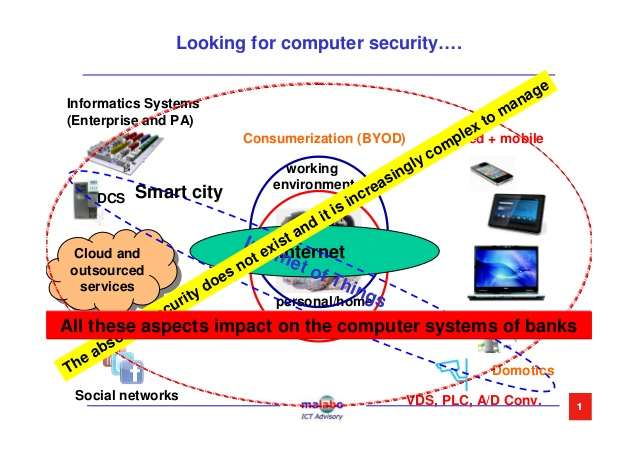 Looking for computer security….
Informatics Systems
(Enterprise and PA)
Consumerization (BYOD)
+ mobile
working
environment
DCS
Smart city
Cloud and
outsourced
services
Internet
of Things
personal/home
The abs
security does not exist and it is increasingly complex to manage
All these aspects impact on the computer systems of banks
Domotics
Social networks
VDS, PLC, A/D Conv.
malabo
ICT Advisory
1